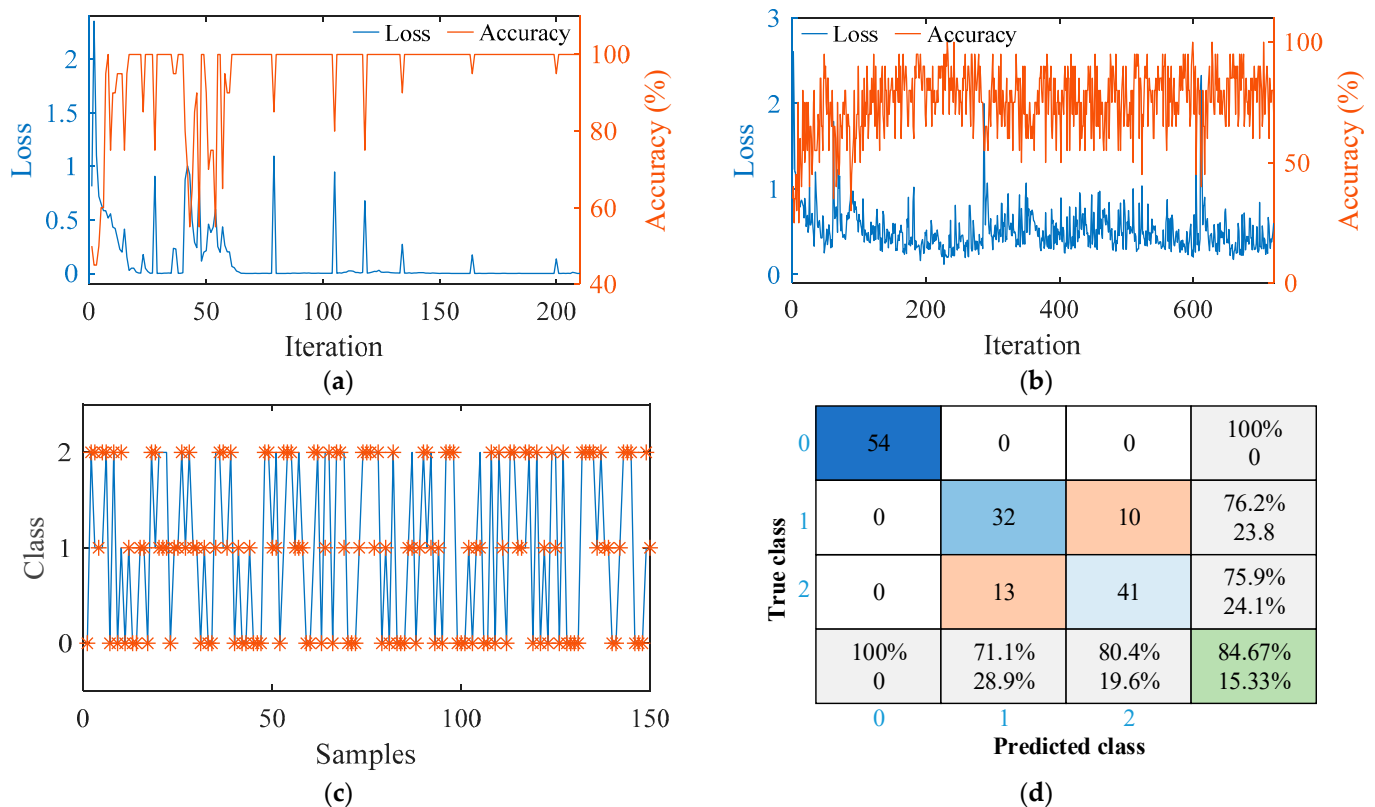 Loss Accuracy
2
1.5
1
0.5
0
Loss
100
80
60
40
Accuracy (%)
0 50 100 150 200
Iteration
(a)
Loss Accuracy
3
2
1
0
Loss
100
50
0
Accuracy (%)
0 200 400 600
Iteration
(b)
2
1
0
Class
0 50 100 150
Samples
(c)
True class
0 54 0 0 100%
0
1 0 32 10 76.2%
23.8
2 0 13 41 75.9%
24.1%
100% 71.1% 80.4% 84.67%
0 28.9% 19.6% 15.33%
0 1 2
Predicted class
(d)